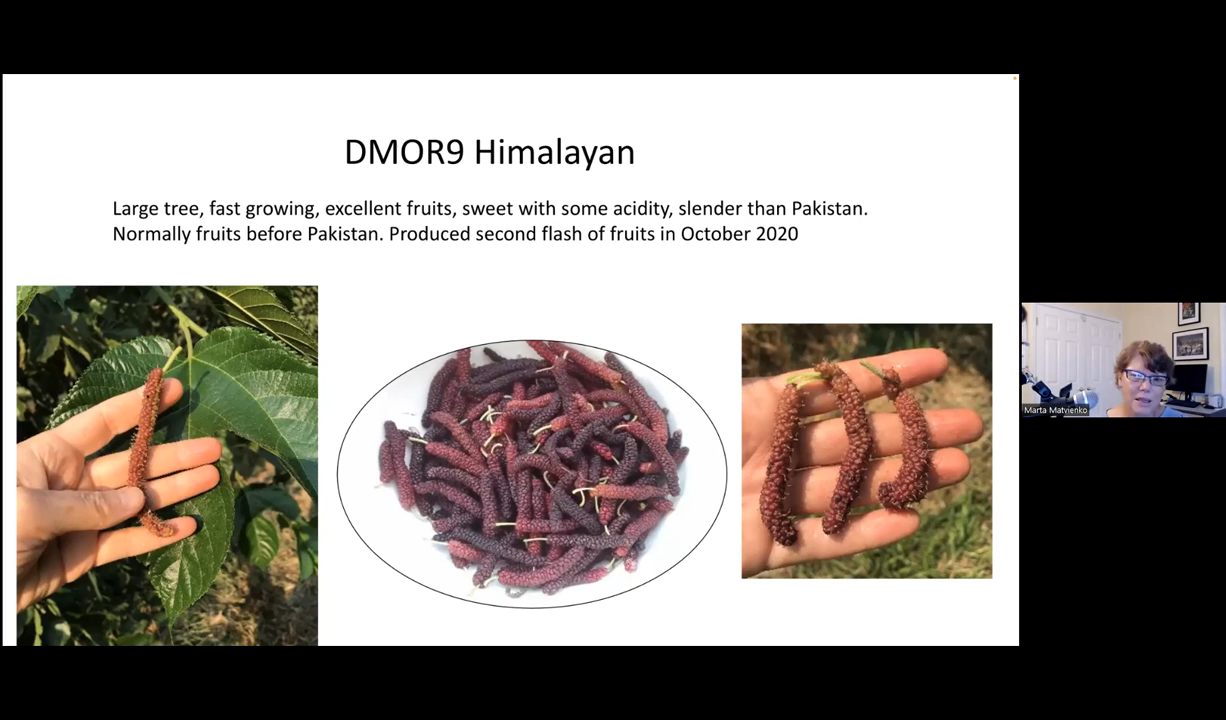 DMOR9 Himalayan
Large tree, fast growing, excellent fruits, sweet with some acidity, slender than Pakistan.
Normally fruits before Pakistan. Produced second flash of fruits in October 2020
Marta Matvienko